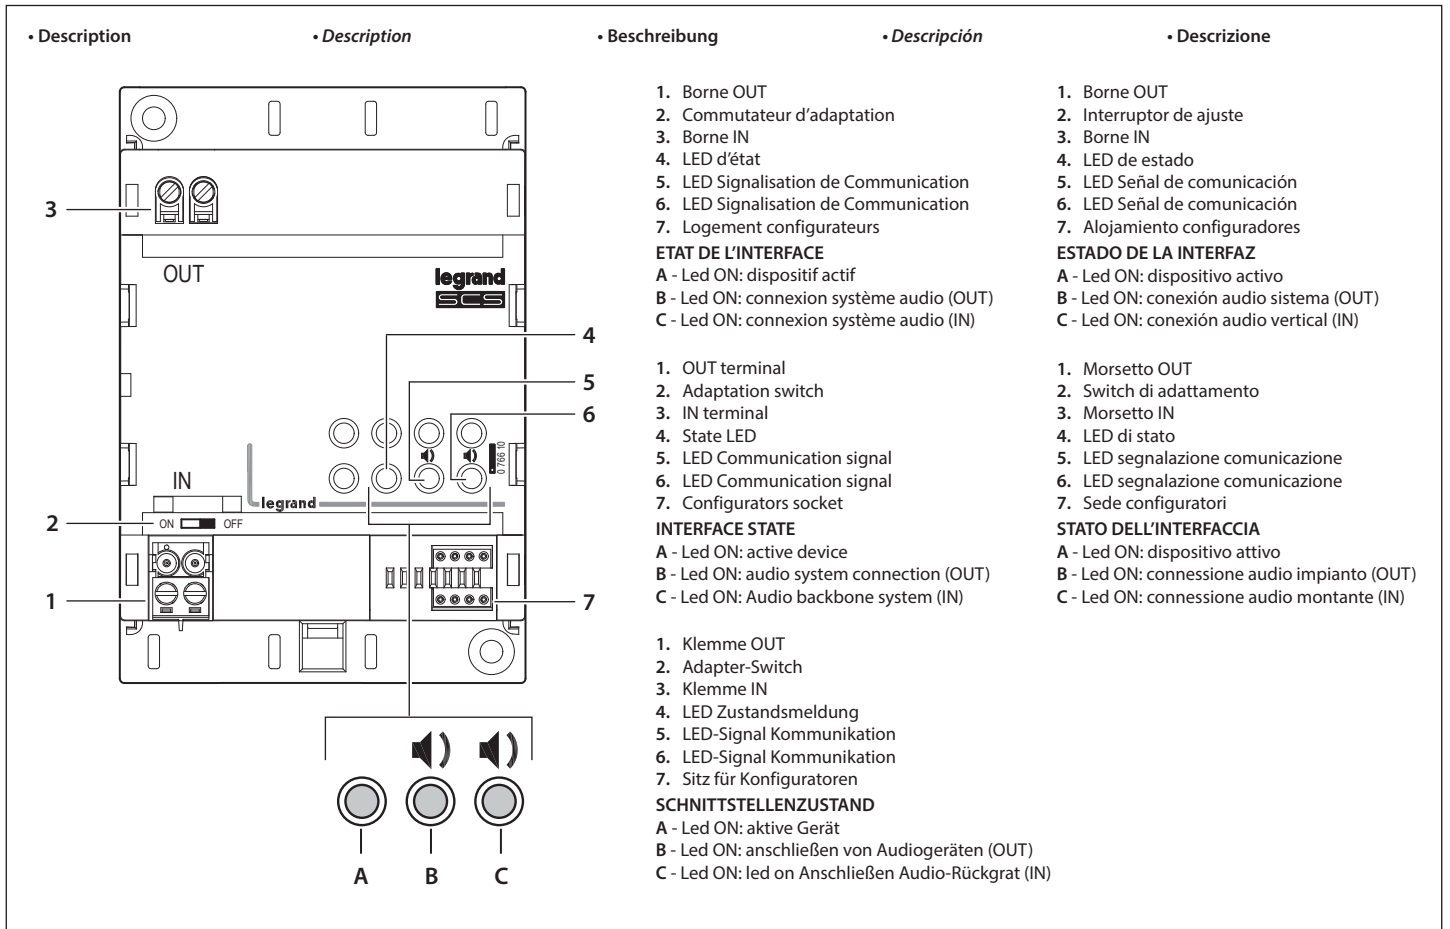 • Description
• Description
• Beschreibung
• Descripción
• Descrizione
3
OUT
legrand
SCS
4
5
6
0 766 10
IN
legrand
2
ON OFF
1
7
A
B
C
1. Borne OUT
2. Commutateur d’adaptation
3. Borne IN
4. LED d’état
5. LED Signalisation de Communication
6. LED Signalisation de Communication
7. Logement configurateurs
ETAT DE L’INTERFACE
A - Led ON: dispositif actif
B - Led ON: connexion système audio (OUT)
C - Led ON: connexion système audio (IN)
1. OUT terminal
2. Adaptation switch
3. IN terminal
4. State LED
5. LED Communication signal
6. LED Communication signal
7. Configurators socket
INTERFACE STATE
A - Led ON: active device
B - Led ON: audio system connection (OUT)
C - Led ON: Audio backbone system (IN)
1. Klemme OUT
2. Adapter-Switch
3. Klemme IN
4. LED Zustandsmeldung
5. LED-Signal Kommunikation
6. LED-Signal Kommunikation
7. Sitz für Konfiguratoren
SCHNITTSTELLENZUSTAND
A - Led ON: aktive Gerät
B - Led ON: anschließen von Audiogeräten (OUT)
C - Led ON: led on Anschließen Audio-Rückgrat (IN)
1. Borne OUT
2. Interruptor de ajuste
3. Borne IN
4. LED de estado
5. LED Señal de comunicación
6. LED Señal de comunicación
7. Alojamiento configuradores
ESTADO DE LA INTERFAZ
A - Led ON: dispositivo activo
B - Led ON: conexión audio sistema (OUT)
C - Led ON: conexión audio vertical (IN)
1. Morsetto OUT
2. Switch di adattamento
3. Morsetto IN
4. LED di stato
5. LED segnalazione comunicazione
6. LED segnalazione comunicazione
7. Sede configuratori
STATO DELL’INTERFACCIA
A - Led ON: dispositivo attivo
B - Led ON: connessione audio impianto (OUT)
C - Led ON: connessione audio montante (IN)